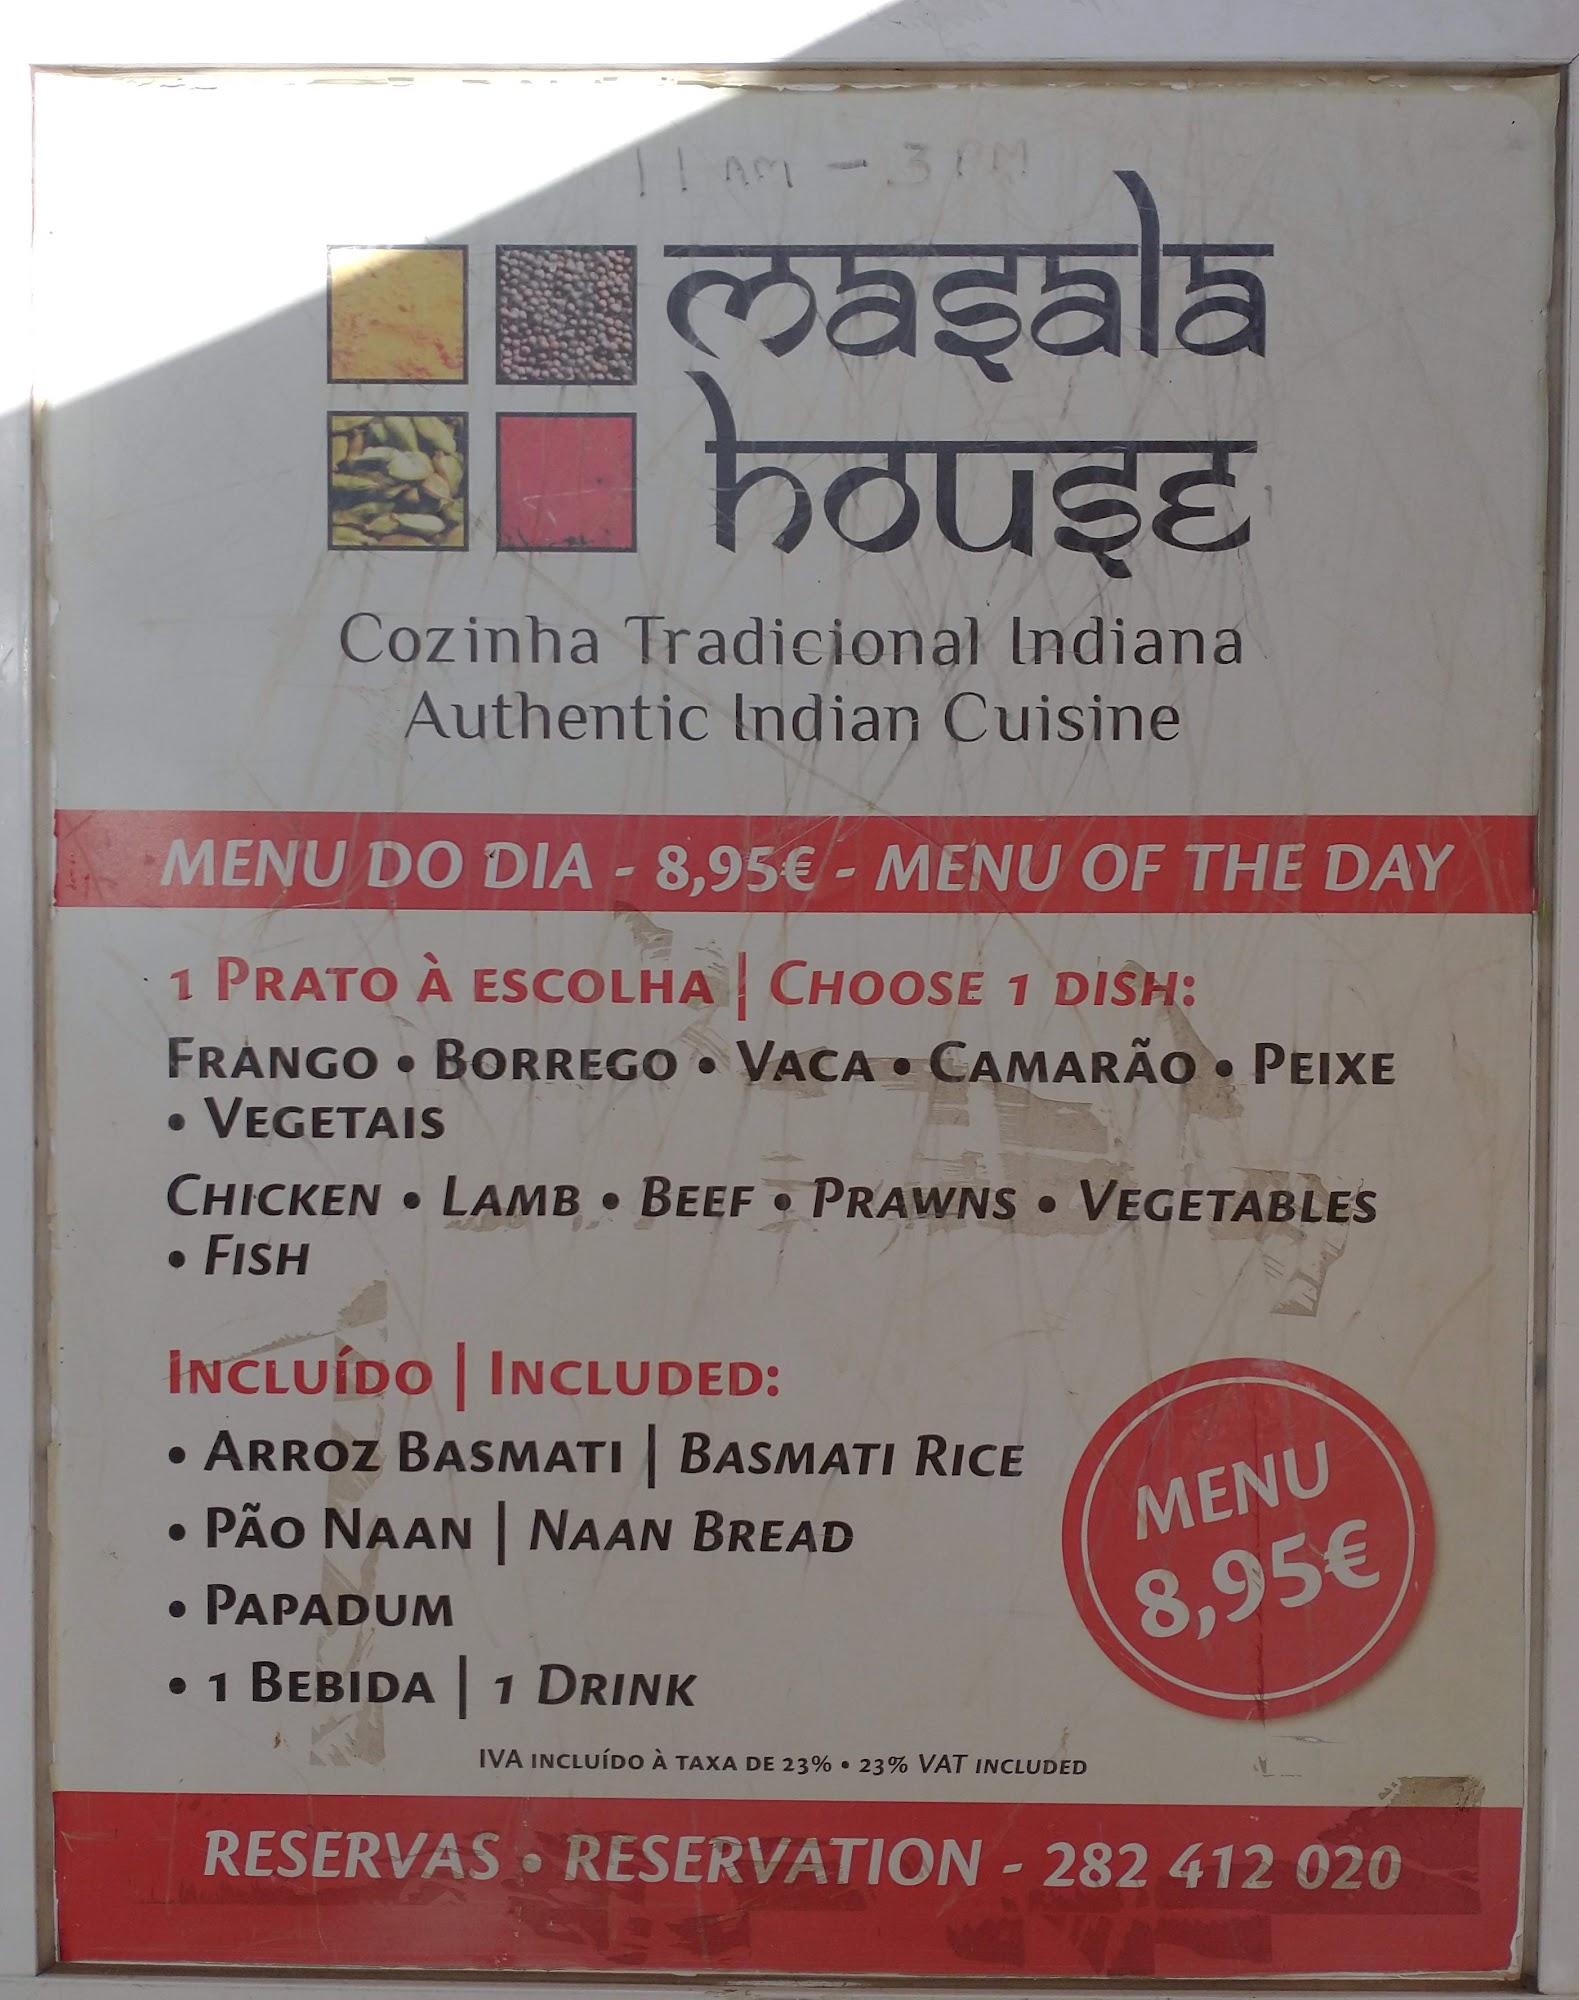 11 AM - 3 PM
masala
house
Cozinha Tradicional Indiana
Authentic Indian Cuisine
MENU DO DIA - 8,95€ - MENU OF THE DAY
1 PRATO À ESCOLHA | CHOOSE 1 DISH:
FRANGO • BORREGO • VACA • CAMARÃO • PEIXE
• VEGETAIS
CHICKEN • LAMB • BEEF • PRAWNS • VEGETABLES
• FISH
INCLUÍDO | INCLUDED:
• ARROZ BASMATI | BASMATI RICE
• PÃO NAAN | NAAN BREAD
• PAPADUM
• 1 BEBIDA | 1 DRINK
MENU
8,95€
IVA INCLUÍDO À TAXA DE 23% • 23% VAT INCLUDED
RESERVAS • RESERVATION - 282 412 020